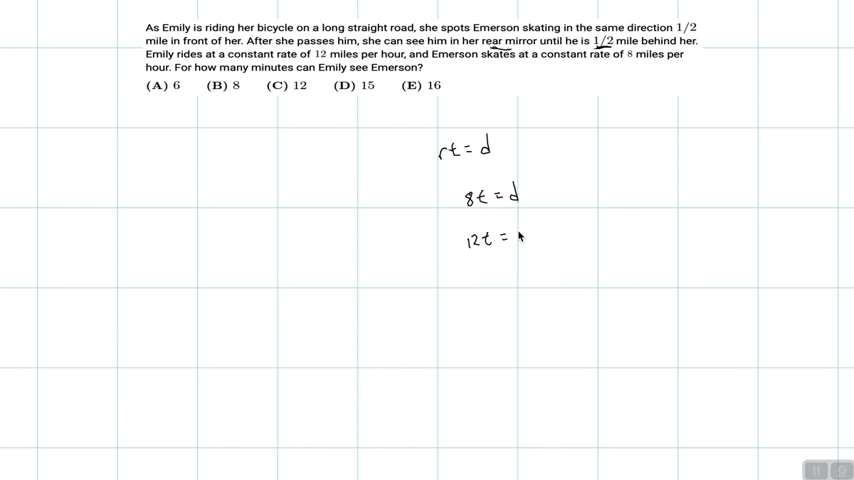 As Emily is riding her bicycle on a long straight road, she spots Emerson skating in the same direction 1/2
mile in front of her. After she passes him, she can see him in her rear mirror until he is 1/2 mile behind her.
Emily rides at a constant rate of 12 miles per hour, and Emerson skates at a constant rate of 8 miles per
hour. For how many minutes can Emily see Emerson?
(A) 6 (B) 8 (C) 12 (D) 15 (E) 16
rt = d
8t = d
12t =